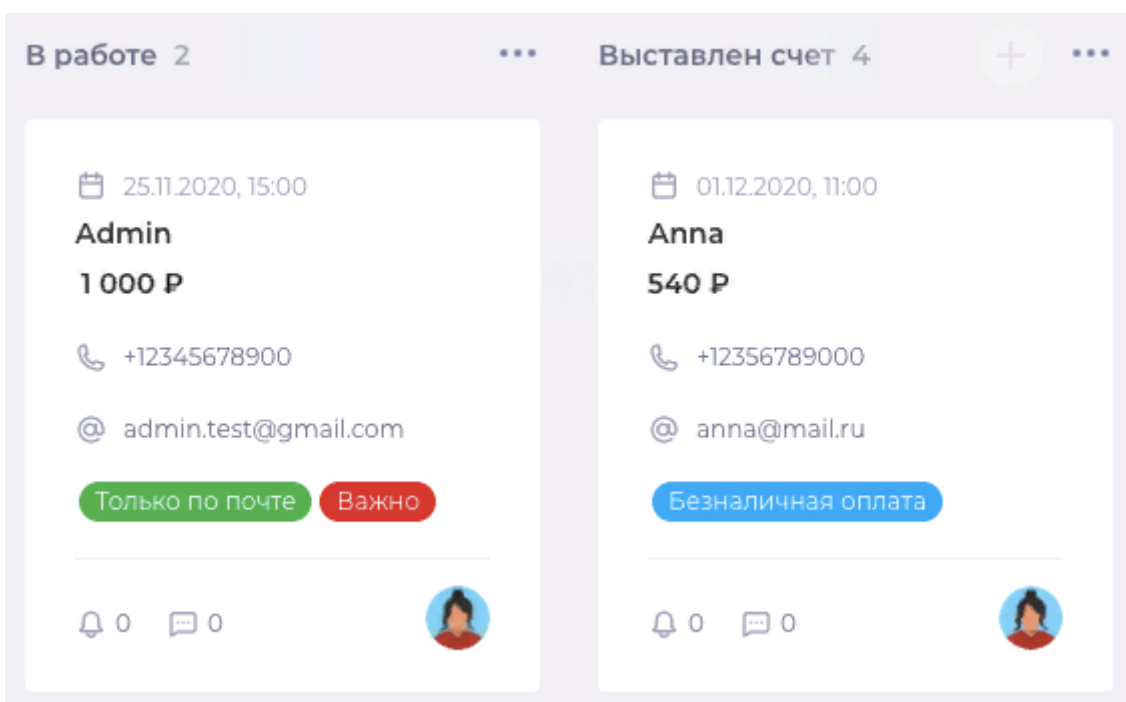 В работе 2
25.11.2020, 15:00
Admin
1 000 ₽
+12345678900
admin.test@gmail.com
Только по почте Важно
0 0
Выставлен счет 4
01.12.2020, 11:00
Anna
540 ₽
+12356789000
anna@mail.ru
Безналичная оплата
0 0